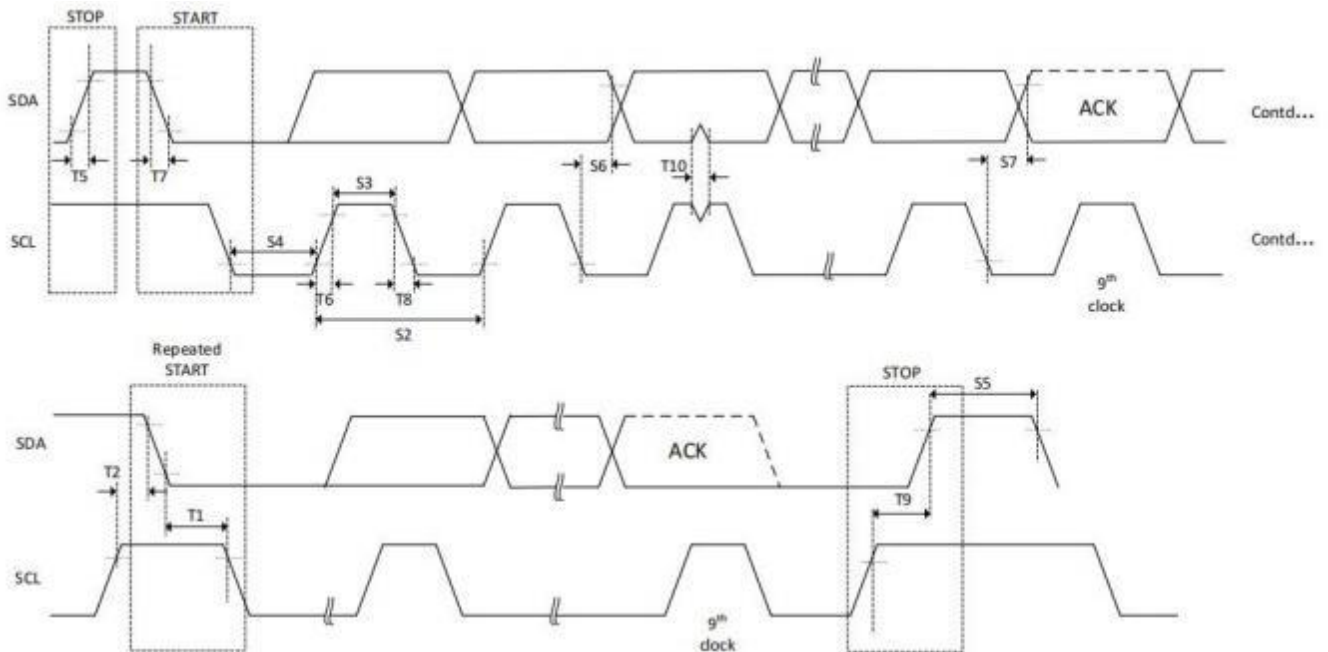 STOP
START
SDA
ACK
Contd...
T5
T7
S6
T10
S7
S3
SCL
S4
Contd...
T6
T8
9th
clock
S2
Repeated
START
STOP
S5
SDA
ACK
T2
T9
T1
SCL
9th
clock